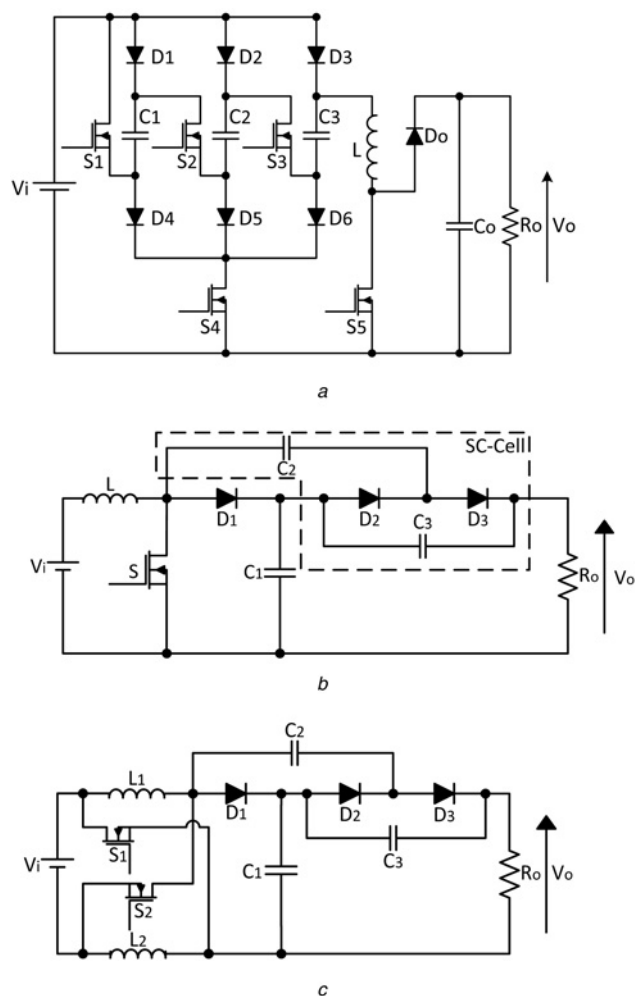 D1 D2 D3
C1 C2 C3
S1 S2 S3
L
Do
Vi
D4 D5 D6
Co
Ro
Vo
S4
S5
a
SC-Cell
C2
L
D1
D2
D3
C3
Vi
S
C1
Ro
Vo
b
C2
L1
D1
D2
D3
S1
C3
Vi
C1
Ro
Vo
S2
L2
c